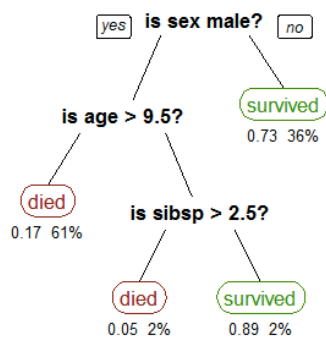 yes is sex male? no
is age > 9.5?
survived
0.73 36%
died
0.17 61%
is sibsp > 2.5?
died survived
0.05 2% 0.89 2%